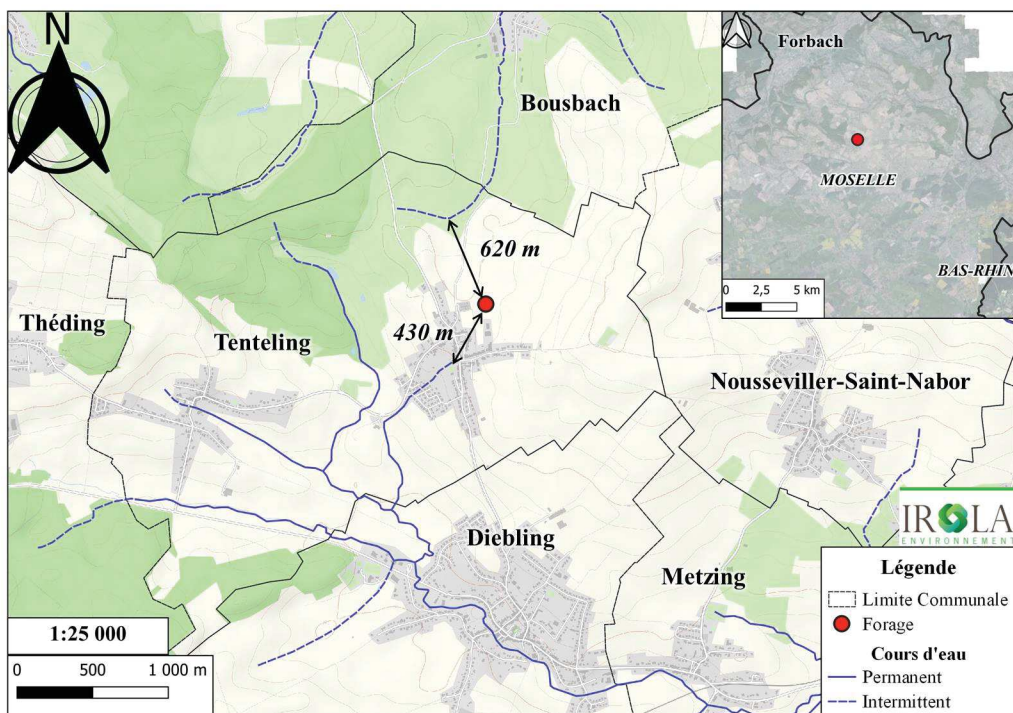 N
Bousbach
620 m
430 m
Théding
Tenteling
Nousseviller-Saint-Nabor
Diebling
Metzing
1:25 000
0 500 1 000 m
Forbach
MOSELLE
BAS-RHIN
0 2,5 5 km
IROLA
ENVIRONNEMENT
Légende
Limite Communale
Forage
Cours d'eau
Permanent
Intermittent